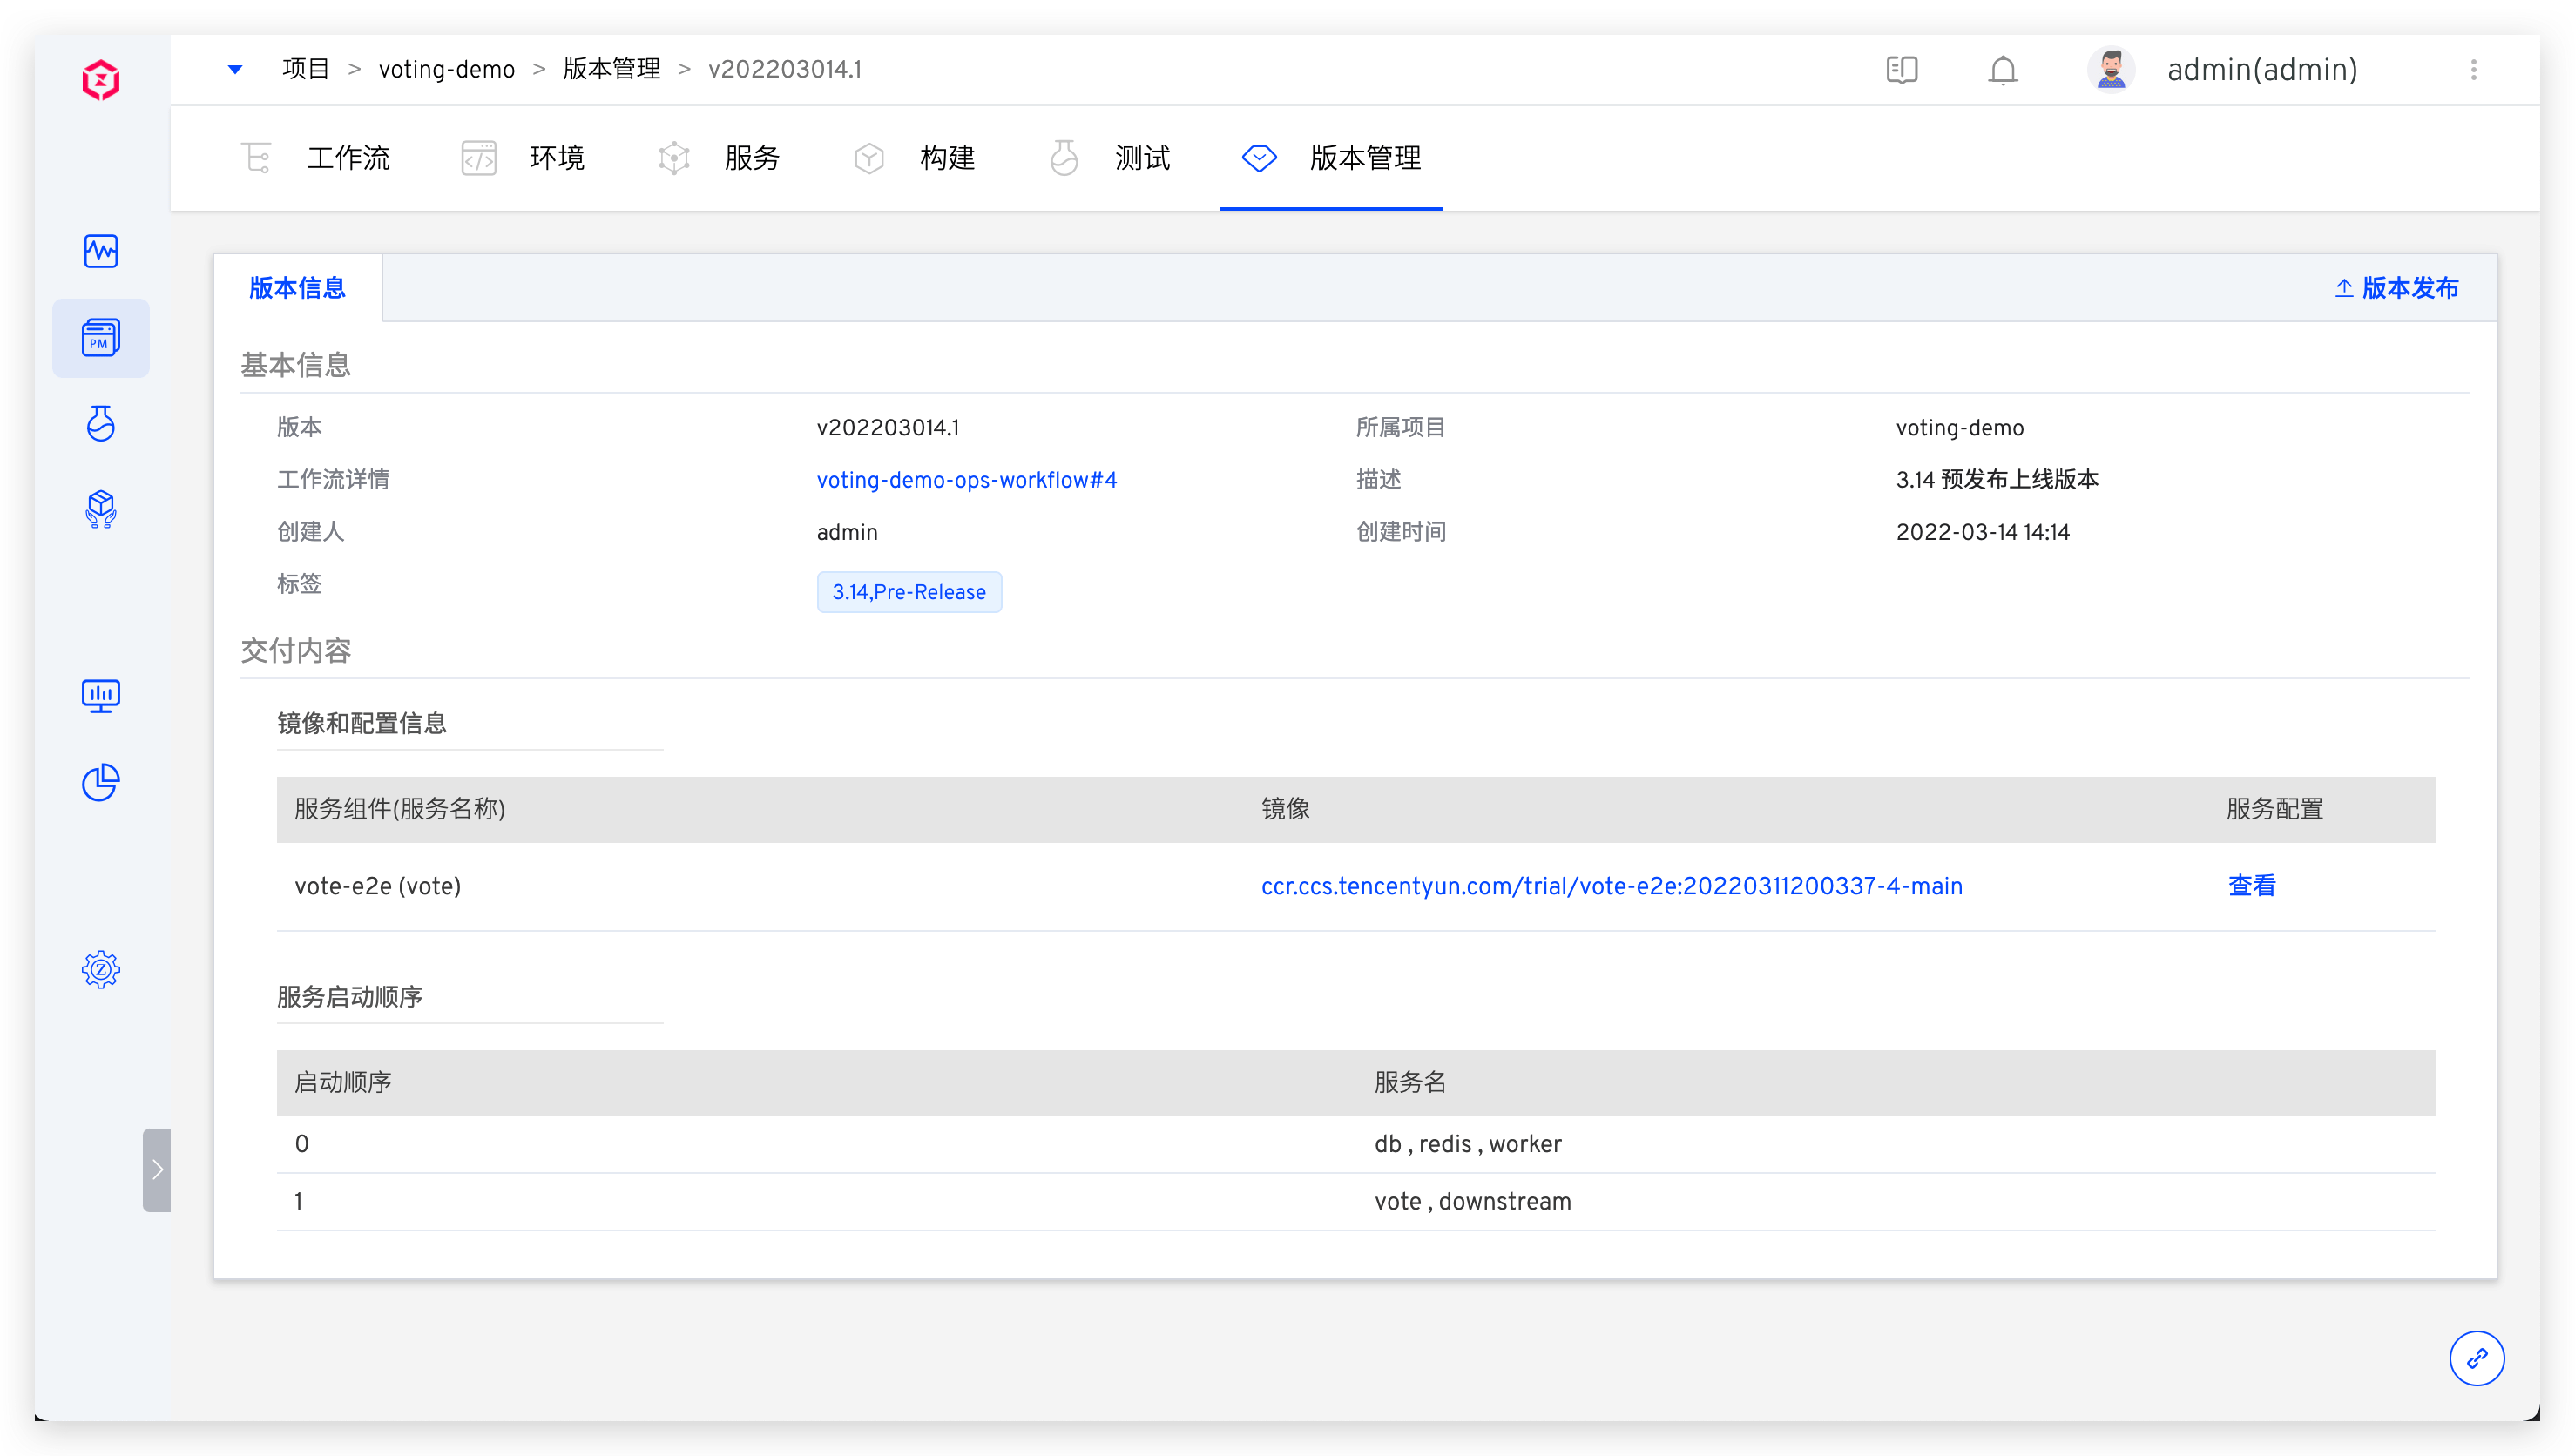 项目 > voting-demo > 版本管理 > v202203014.1
admin(admin)
工作流 环境 服务 构建 测试 版本管理
版本信息
版本发布
PM
基本信息
版本 v202203014.1 所属项目 voting-demo
工作流详情 voting-demo-ops-workflow#4 描述 3.14 预发布上线版本
创建人 admin 创建时间 2022-03-14 14:14
标签 3.14,Pre-Release
交付内容
镜像和配置信息
服务组件(服务名称) 镜像 服务配置
vote-e2e (vote) ccr.ccs.tencentyun.com/trial/vote-e2e:20220311200337-4-main 查看
服务启动顺序
启动顺序 服务名
0 db , redis , worker
1 vote , downstream